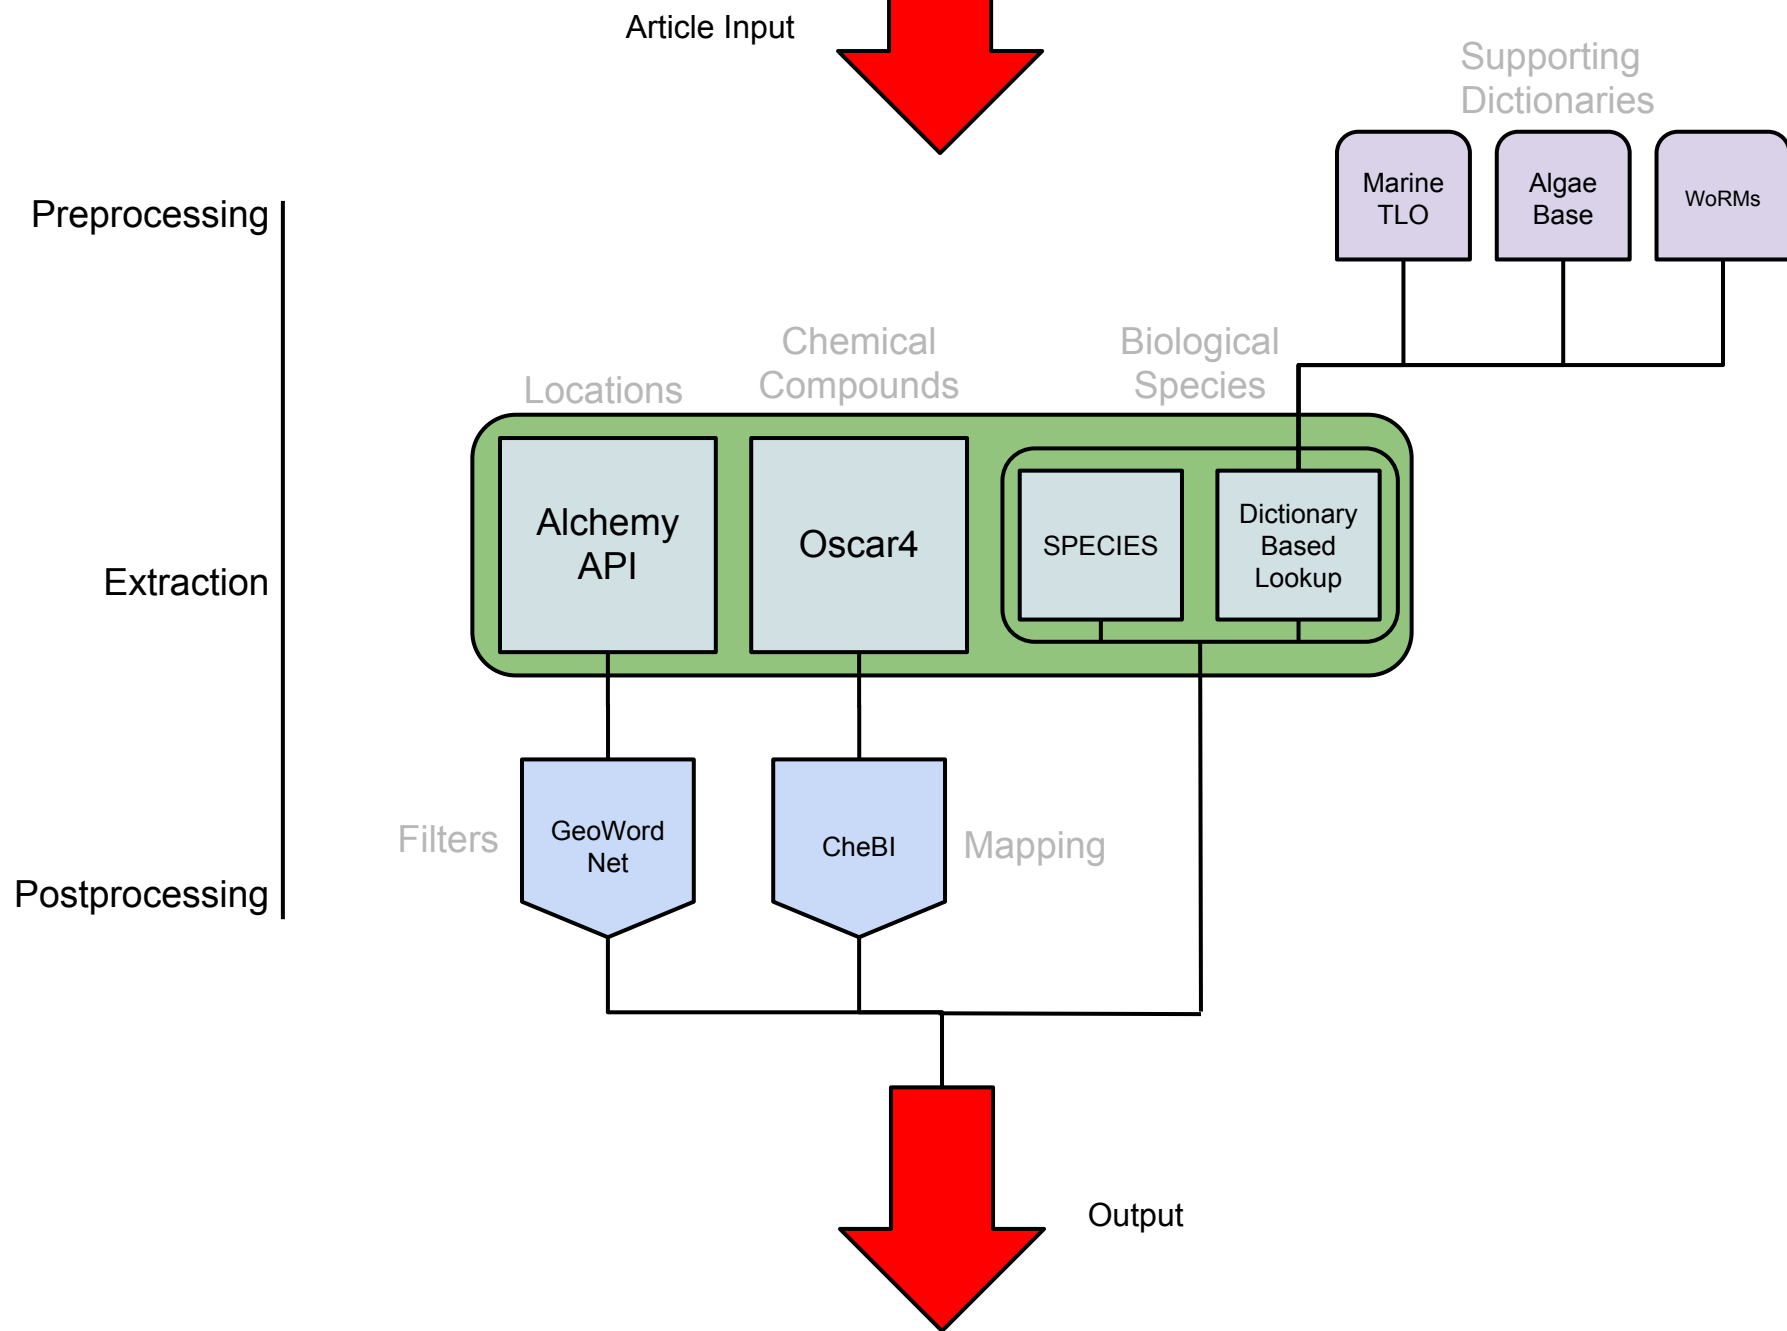 Article Input
Supporting
Dictionaries
Marine
TLO
Algae
Base
WoRMs
Preprocessing
Locations
Chemical
Compounds
Biological
Species
Alchemy
API
Oscar4
SPECIES
Dictionary
Based
Lookup
Extraction
Filters
GeoWord
Net
CheBI
Mapping
Postprocessing
Output